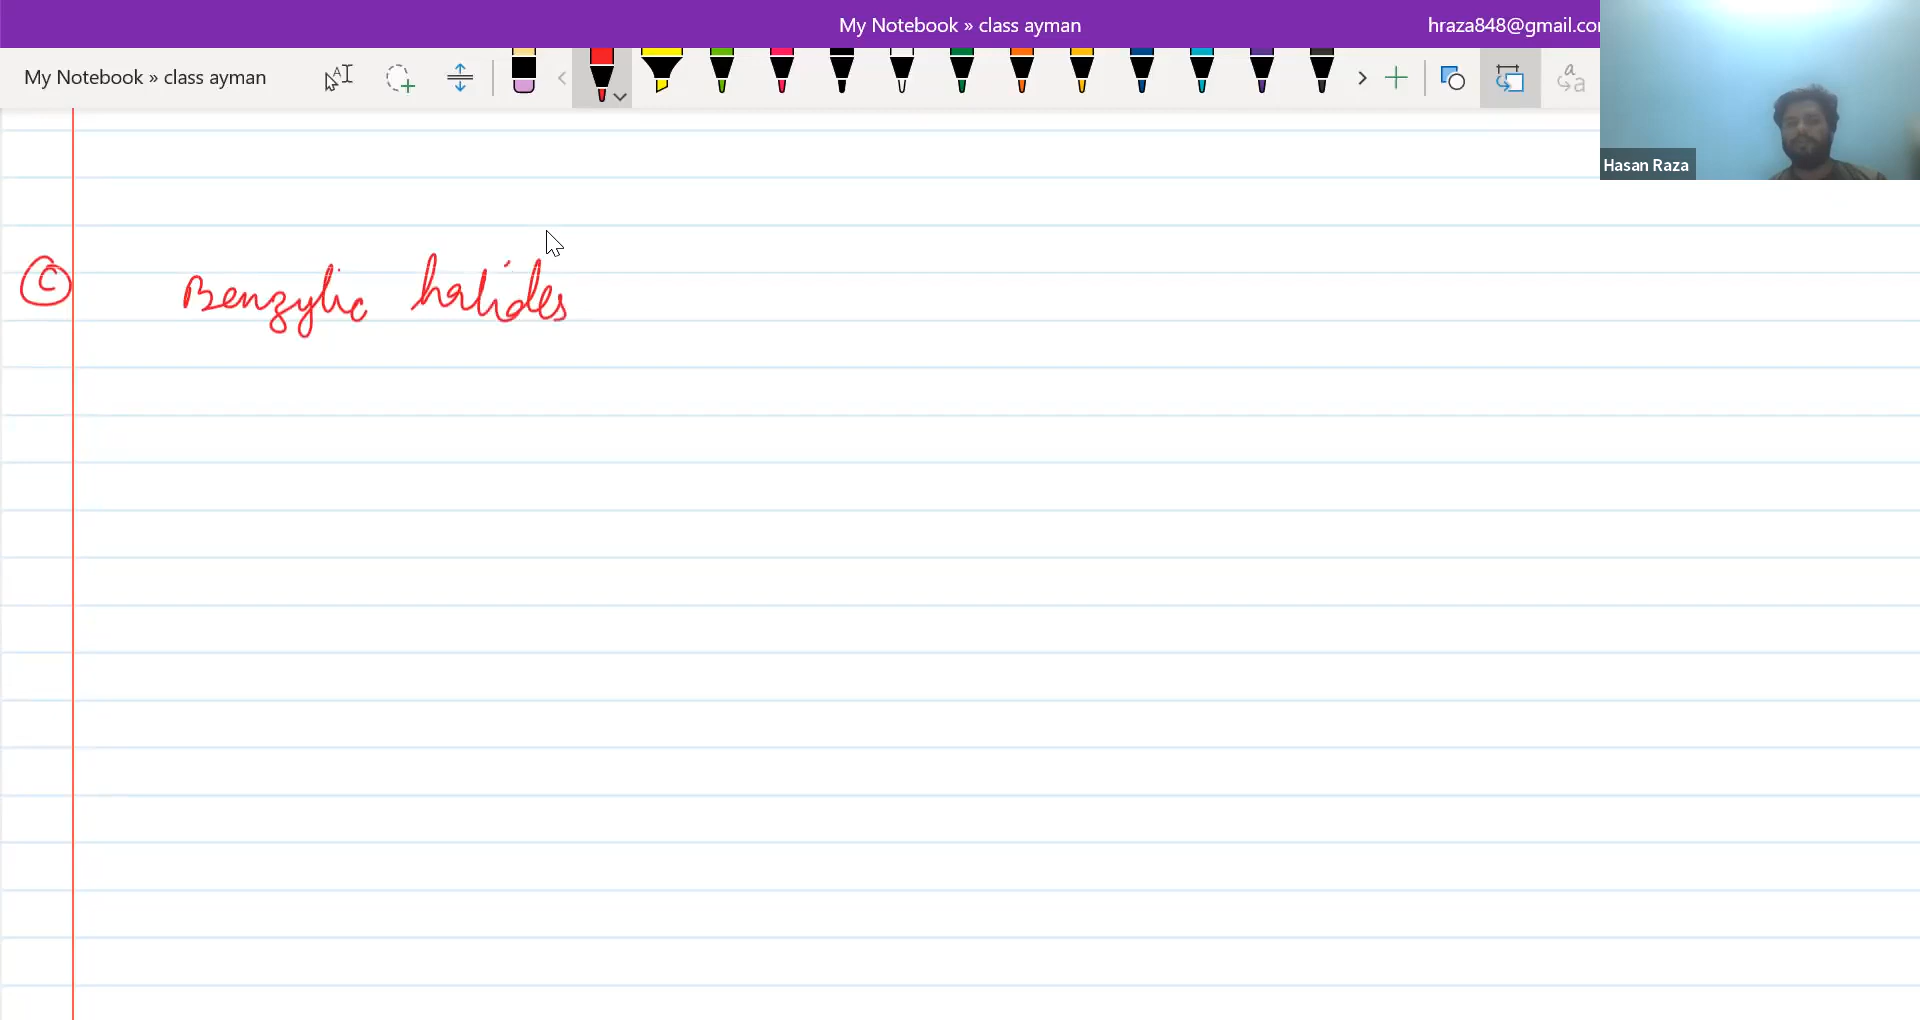 My Notebook » class ayman
hraza848@gmail.co
My Notebook » class ayman
Hasan Raza
C Benzylic halides